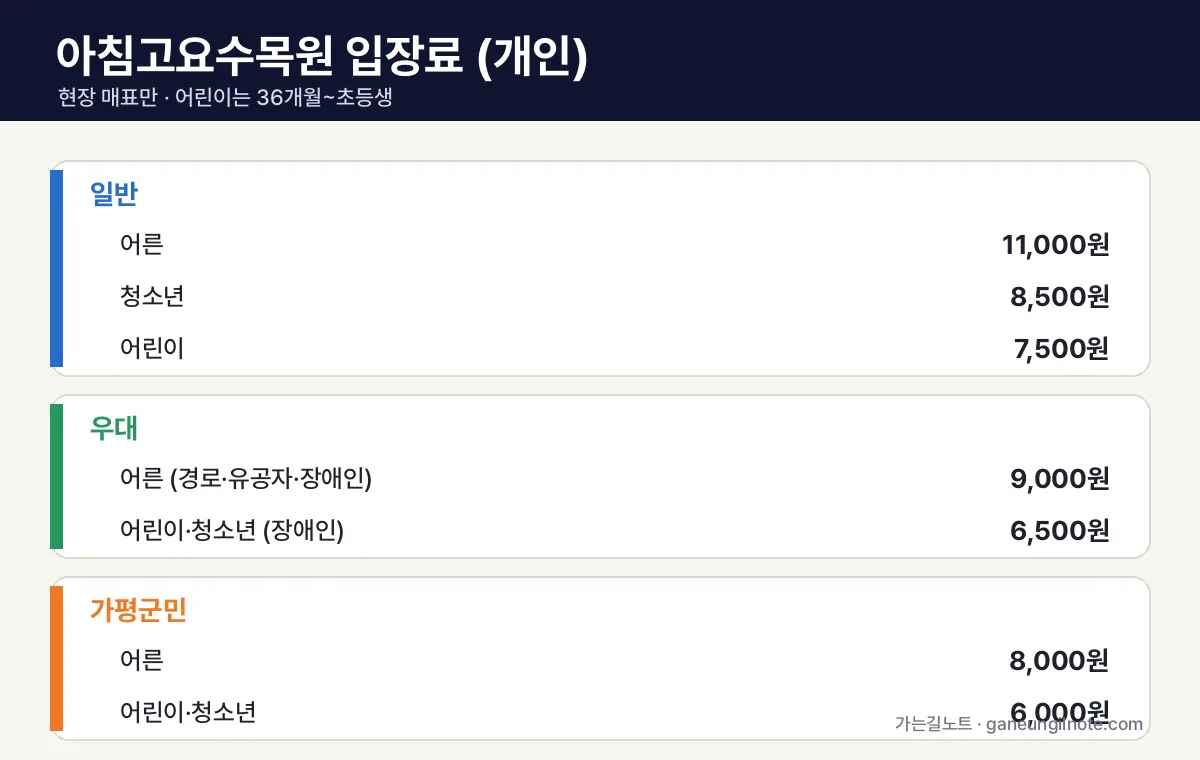 아침고요수목원 입장료 (개인)
현장 매표만 · 어린이는 36개월~초등생
일반
어른 11,000원
청소년 8,500원
어린이 7,500원
우대
어른 (경로·유공자·장애인) 9,000원
어린이·청소년 (장애인) 6,500원
가평군민
어른 8,000원
어린이·청소년 6,000원
가는길노트 · ganeungilnote.com